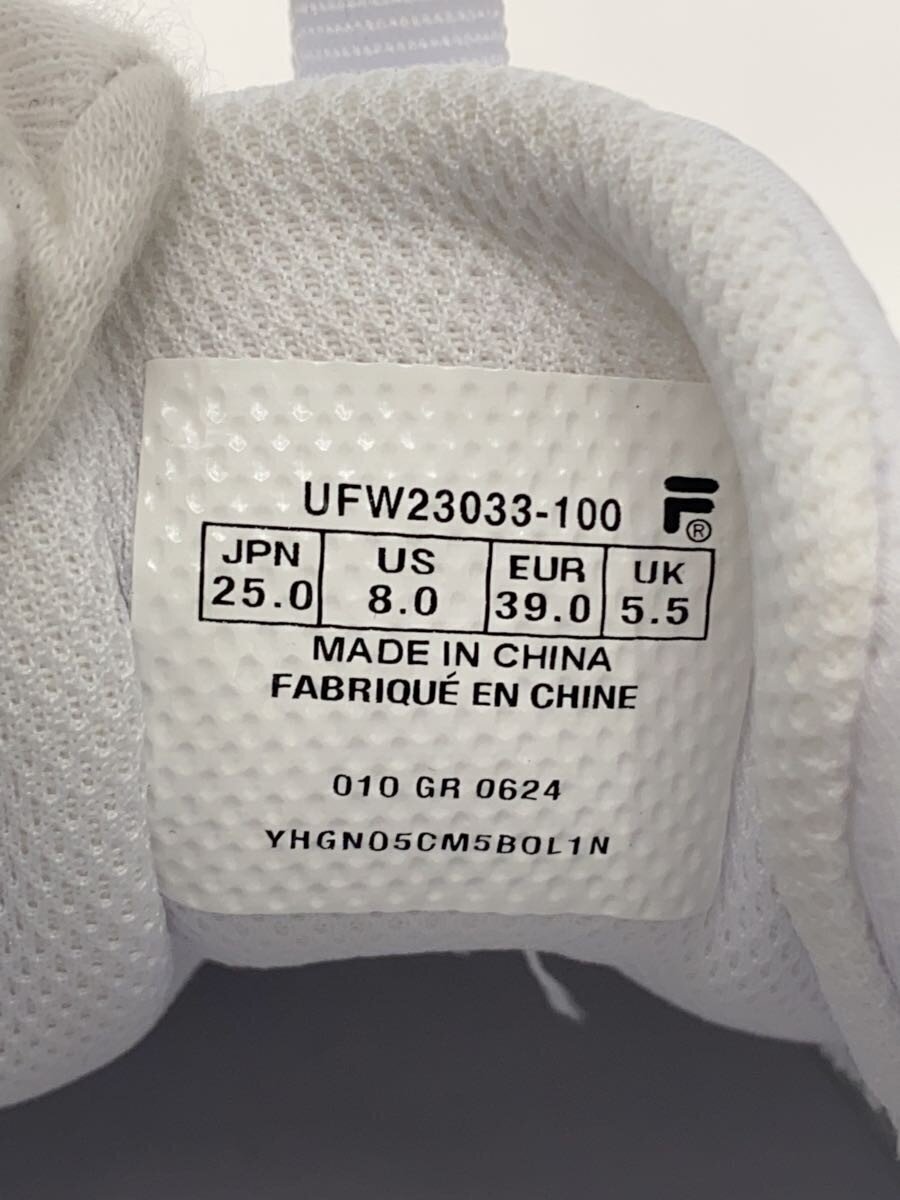 UFW23033-100
F®
JPN US EUR UK
25.0 8.0 39.0 5.5
MADE IN CHINA
FABRIQUÉ EN CHINE
010 GR 0624
YHGN05CM5B0L1N